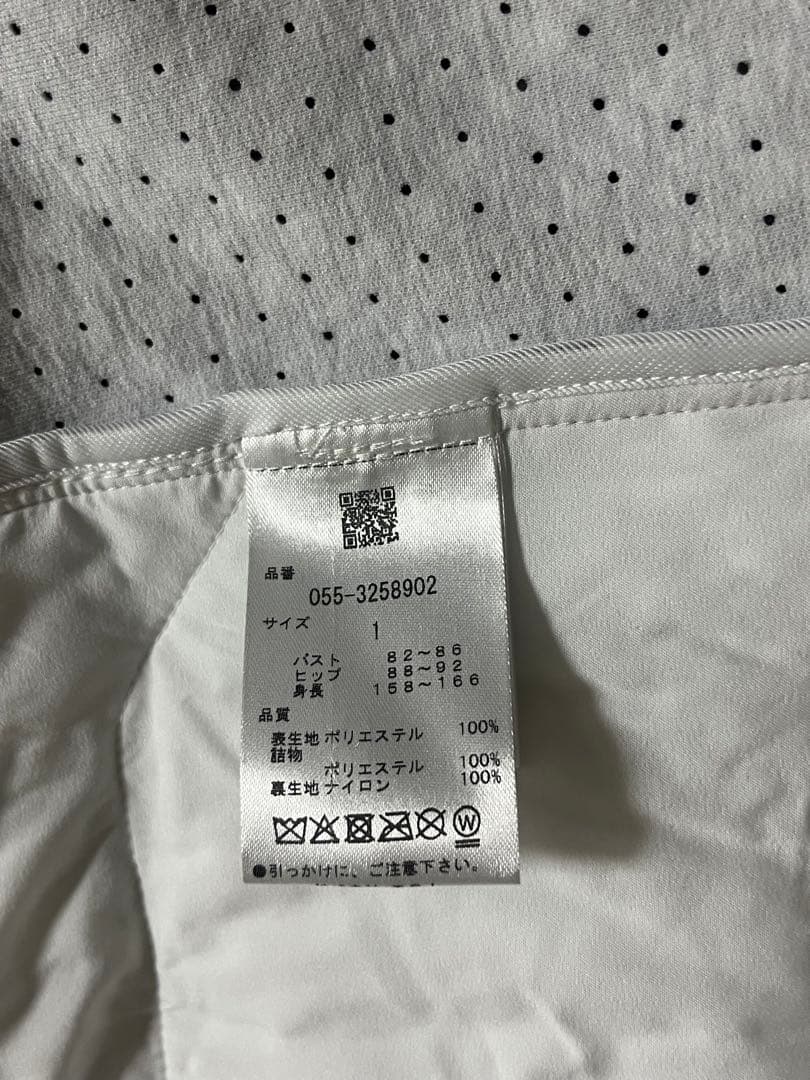 品番
055-3258902
サイズ 1
バスト 82～86
ヒップ 88～92
身長 158～166
品質
表生地 ポリエステル 100%
詰物
ポリエステル 100%
裏生地 ナイロン 100%
W
●引っかけに、ご注意下さい。